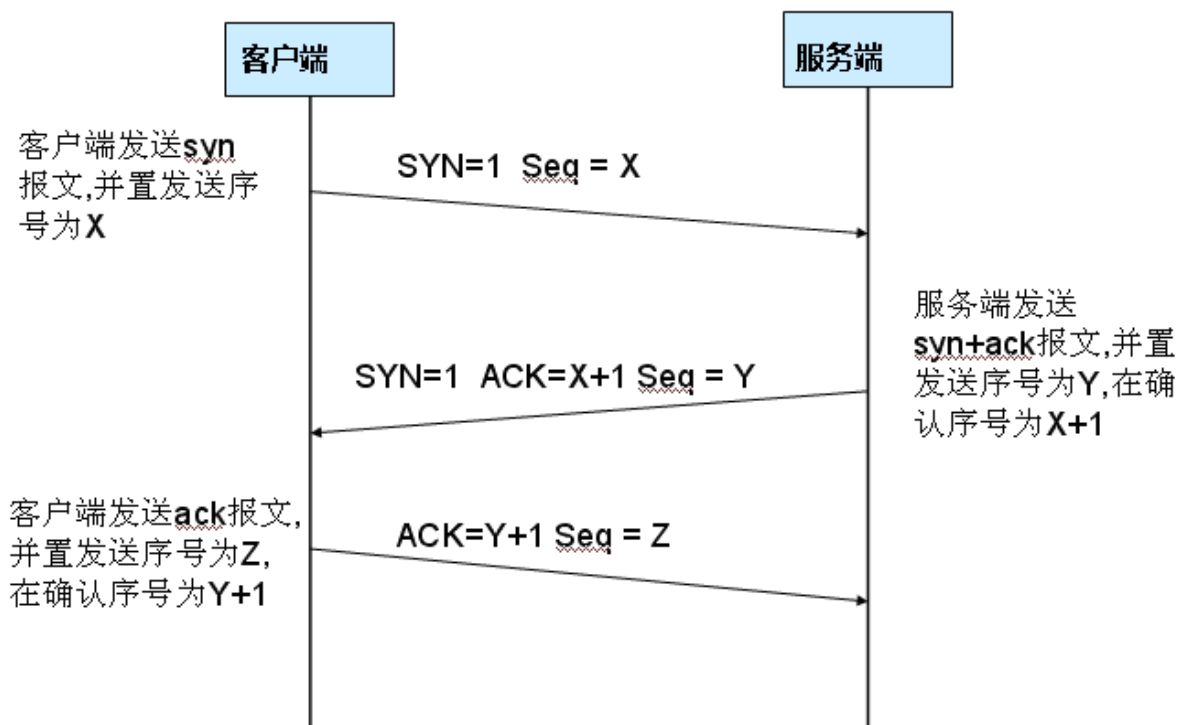 客户端
服务端
客户端发送syn
报文,并置发送序
号为X
SYN=1 Seq = X
服务端发送
syn+ack报文,并置
发送序号为Y,在确
认序号为X+1
SYN=1 ACK=X+1 Seq = Y
客户端发送ack报文,
并置发送序号为Z,
在确认序号为Y+1
ACK=Y+1 Seq = Z